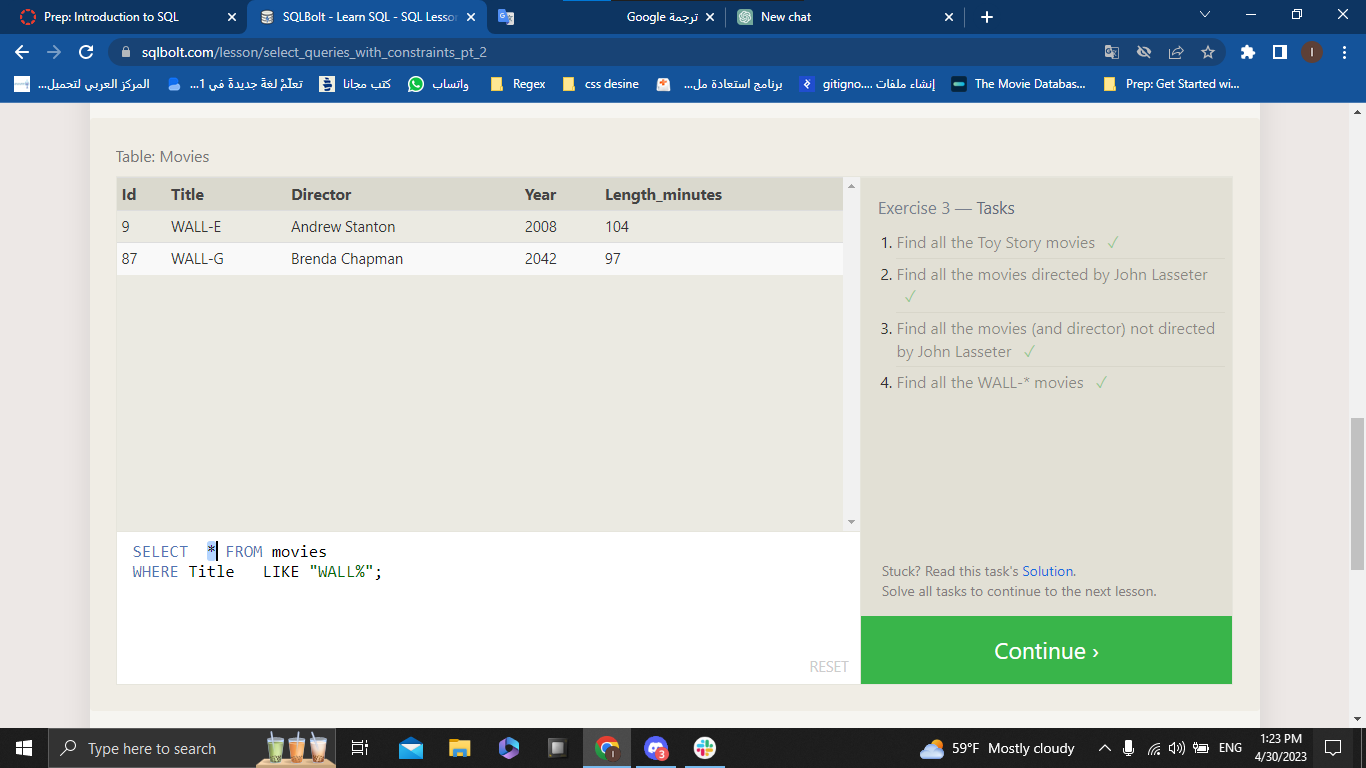 Prep: Introduction to SQL
SQLBolt - Learn SQL - SQL Lesson
ترجمة Google
New chat
sqlbolt.com/lesson/select_queries_with_constraints_pt_2
I
المركز العربي لتحميل...
تعلّمْ لغةً جديدةً في 1...
كتب مجانا
واتساب
Regex
css desine
برنامج استعادة مل...
إنشاء ملفات gitigno....
The Movie Databas...
Prep: Get Started wi...
Table: Movies
Id Title Director Year Length_minutes
9 WALL-E Andrew Stanton 2008 104
87 WALL-G Brenda Chapman 2042 97
Exercise 3 — Tasks
1. Find all the Toy Story movies ✓
2. Find all the movies directed by John Lasseter
✓
3. Find all the movies (and director) not directed
by John Lasseter ✓
4. Find all the WALL-* movies ✓
SELECT * FROM movies
WHERE Title LIKE "WALL%";
RESET
Stuck? Read this task's Solution.
Solve all tasks to continue to the next lesson.
Continue ›
Type here to search
I
3
59°F Mostly cloudy
ENG
1:23 PM
4/30/2023